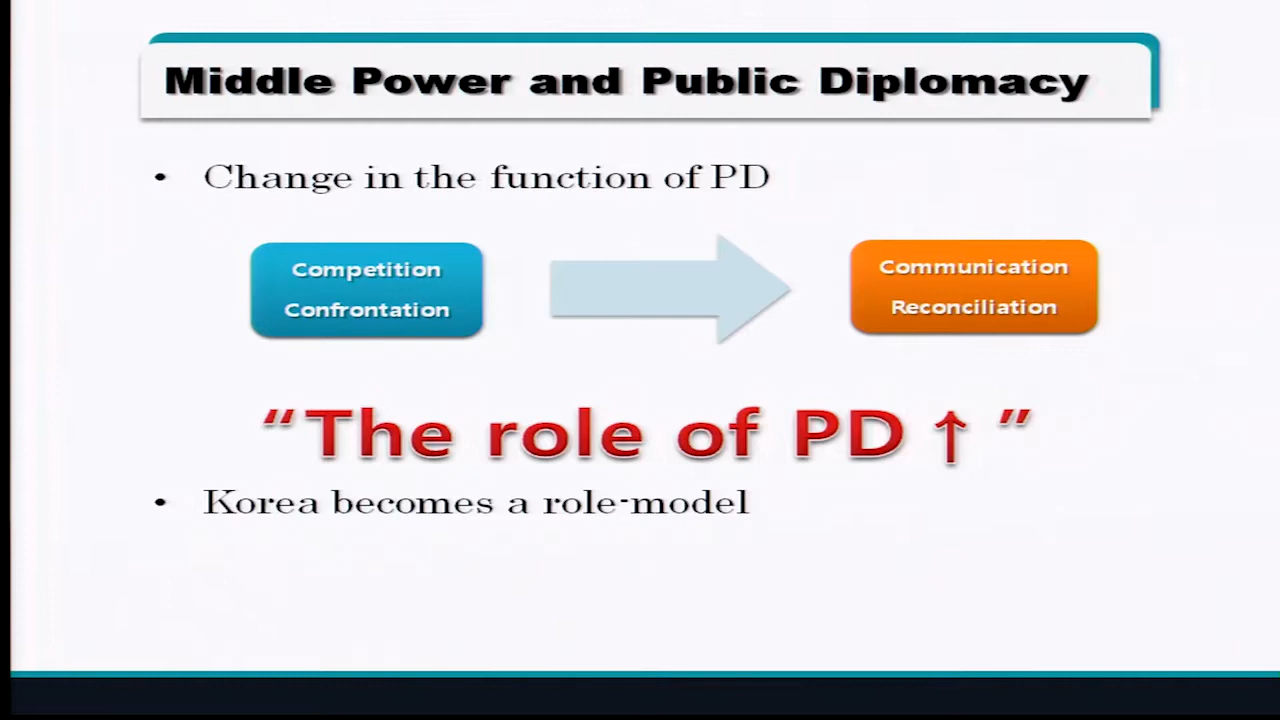 Middle Power and Public Diplomacy
• Change in the function of PD
Competition
Confrontation
Communication
Reconciliation
“The role of PD ↑ ”
• Korea becomes a role-model